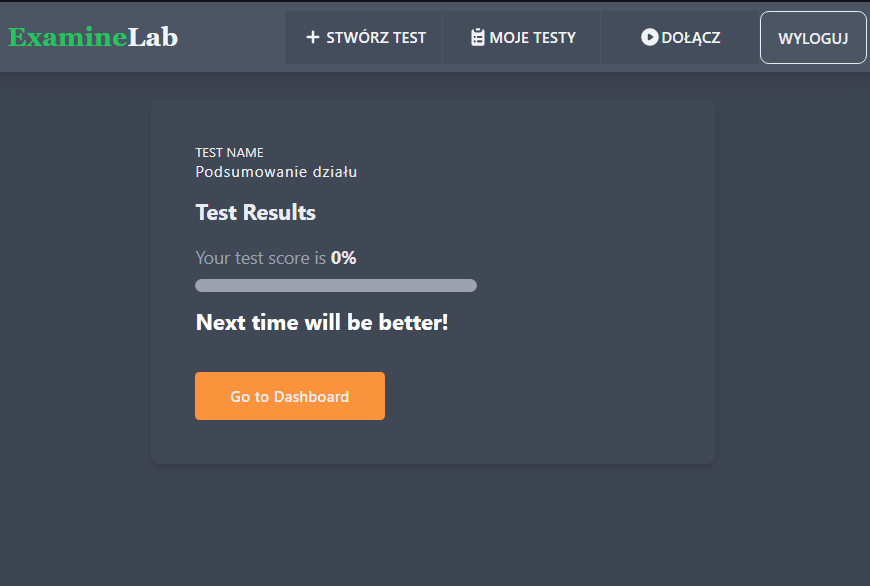 ExamineLab
STWÓRZ TEST
MOJE TESTY
DOŁĄCZ
WYLOGUJ
TEST NAME
Podsumowanie działu
Test Results
Your test score is 0%
Next time will be better!
Go to Dashboard